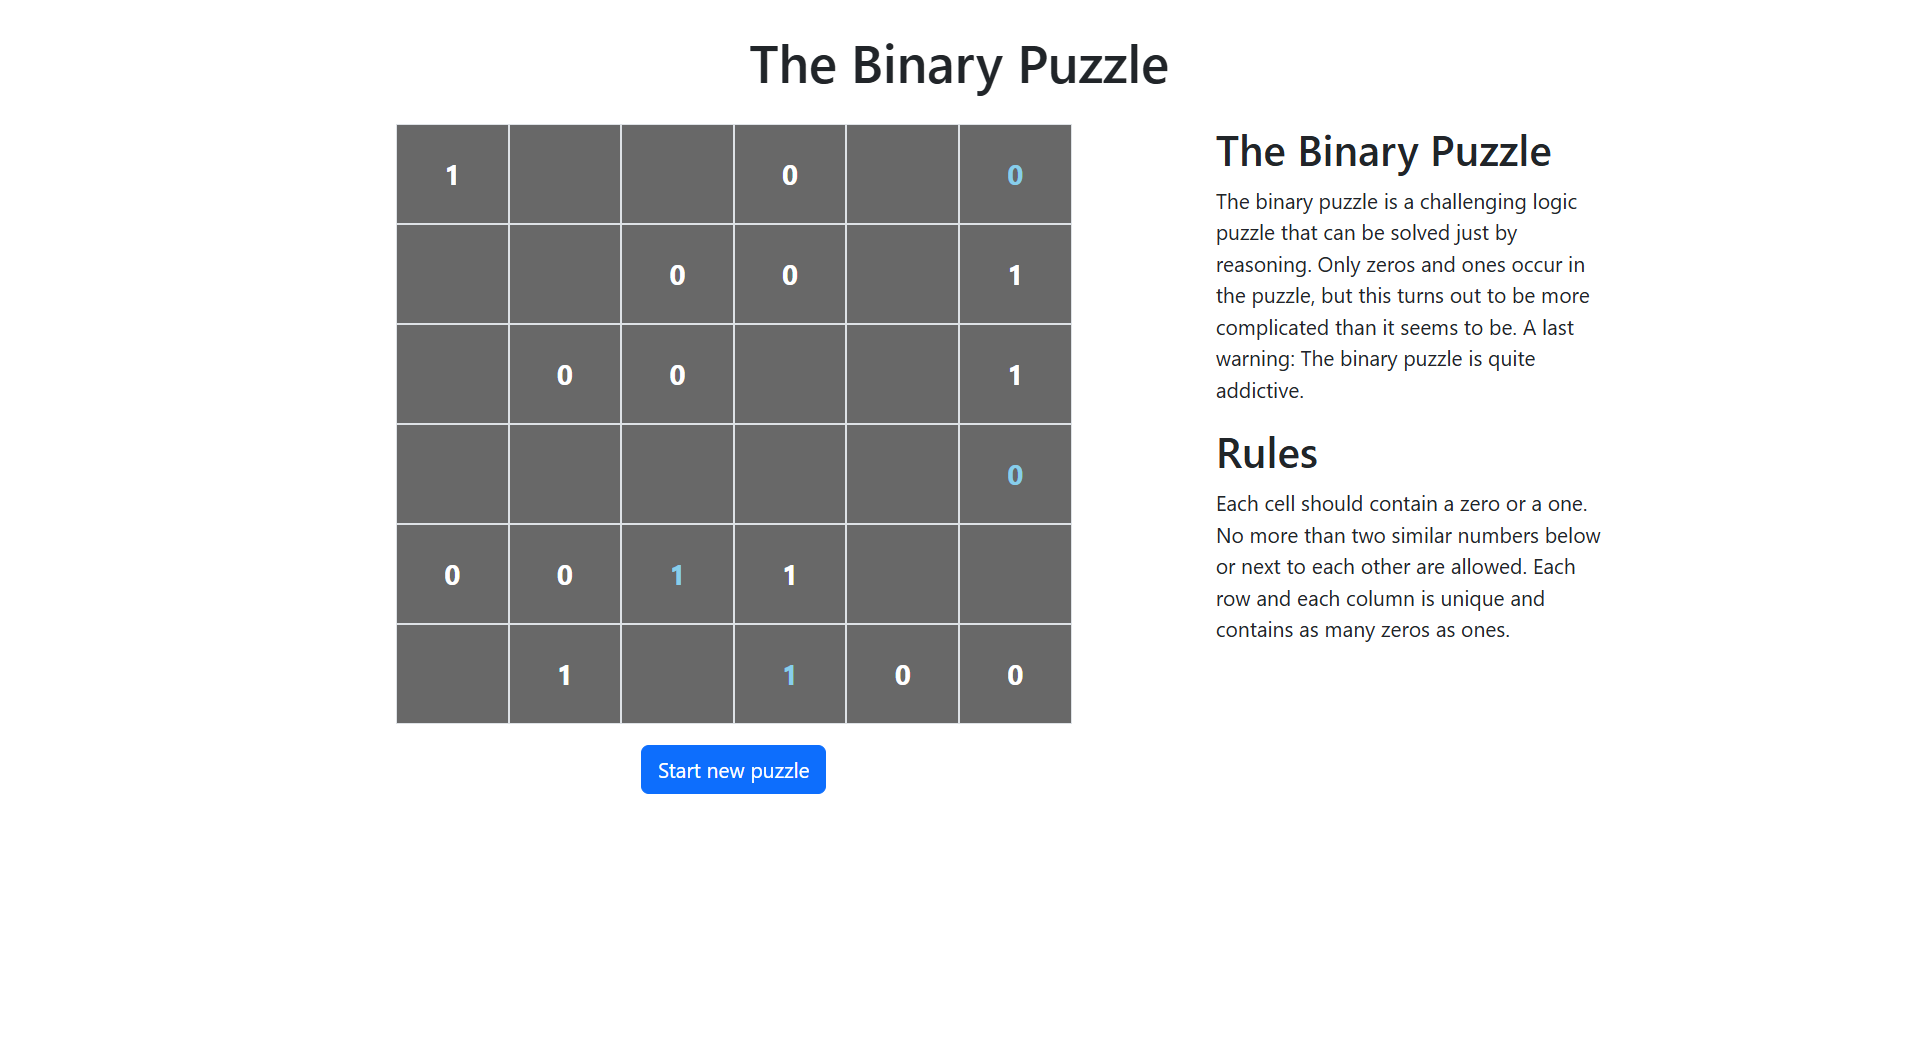 The Binary Puzzle
1 0 0
0 0 1
0 0 1
0
0 0 1 1
1 1 0 0
Start new puzzle
The Binary Puzzle
The binary puzzle is a challenging logic
puzzle that can be solved just by
reasoning. Only zeros and ones occur in
the puzzle, but this turns out to be more
complicated than it seems to be. A last
warning: The binary puzzle is quite
addictive.
Rules
Each cell should contain a zero or a one.
No more than two similar numbers below
or next to each other are allowed. Each
row and each column is unique and
contains as many zeros as ones.